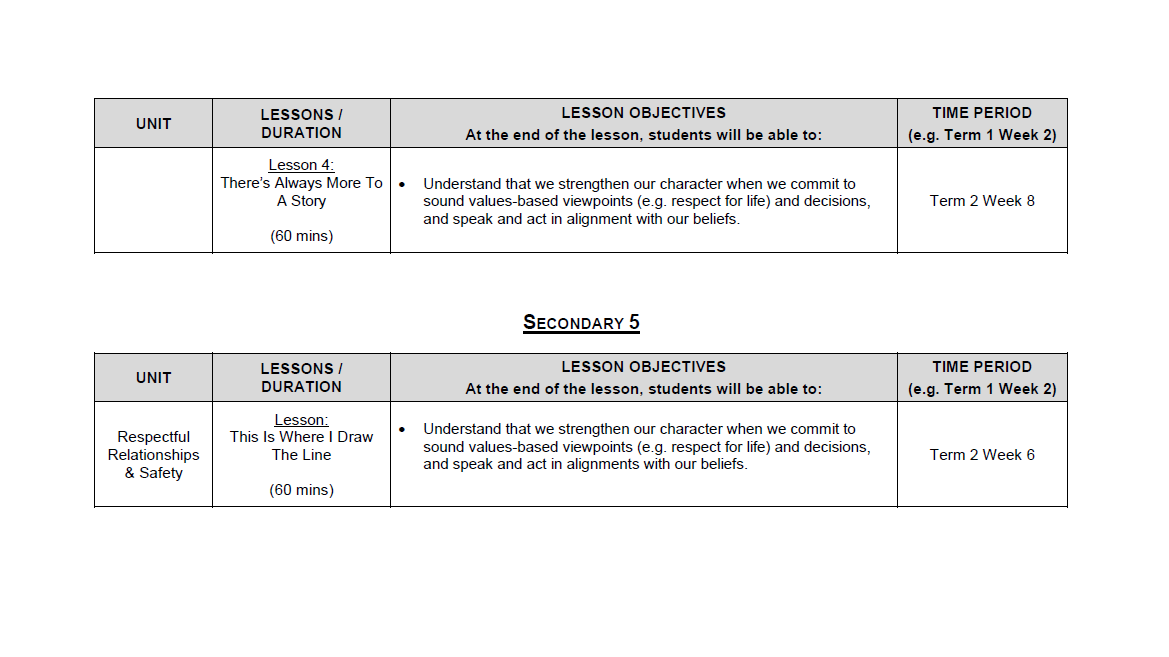 UNIT
LESSONS /
DURATION
LESSON OBJECTIVES
At the end of the lesson, students will be able to:
TIME PERIOD
(e.g. Term 1 Week 2)
Lesson 4:
There’s Always More To
A Story
(60 mins)
• Understand that we strengthen our character when we commit to
sound values-based viewpoints (e.g. respect for life) and decisions,
and speak and act in alignment with our beliefs.
Term 2 Week 8
SECONDARY 5
UNIT
LESSONS /
DURATION
LESSON OBJECTIVES
At the end of the lesson, students will be able to:
TIME PERIOD
(e.g. Term 1 Week 2)
Respectful
Relationships
& Safety
Lesson:
This Is Where I Draw
The Line
(60 mins)
• Understand that we strengthen our character when we commit to
sound values-based viewpoints (e.g. respect for life) and decisions,
and speak and act in alignments with our beliefs.
Term 2 Week 6